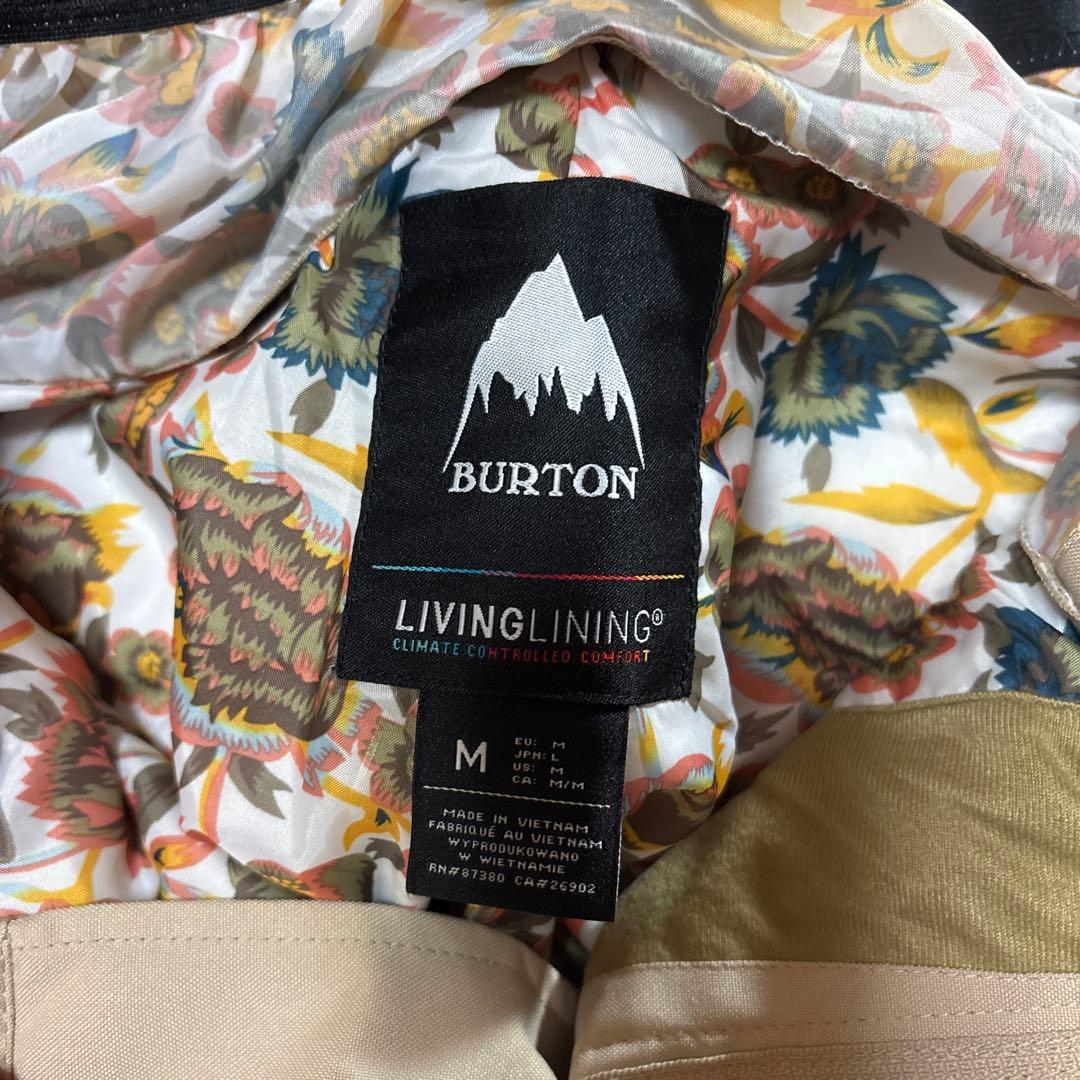 BURTON
LIVINGLINING®
CLIMATE CONTROLLED COMFORT
M
EU: M
JPN: L
US: M
CA: M/M
MADE IN VIETNAM
FABRIQUÉ AU VIETNAM
WYPRODUKOWANO
W WIETNAMIE
RN#87380 CA#26902